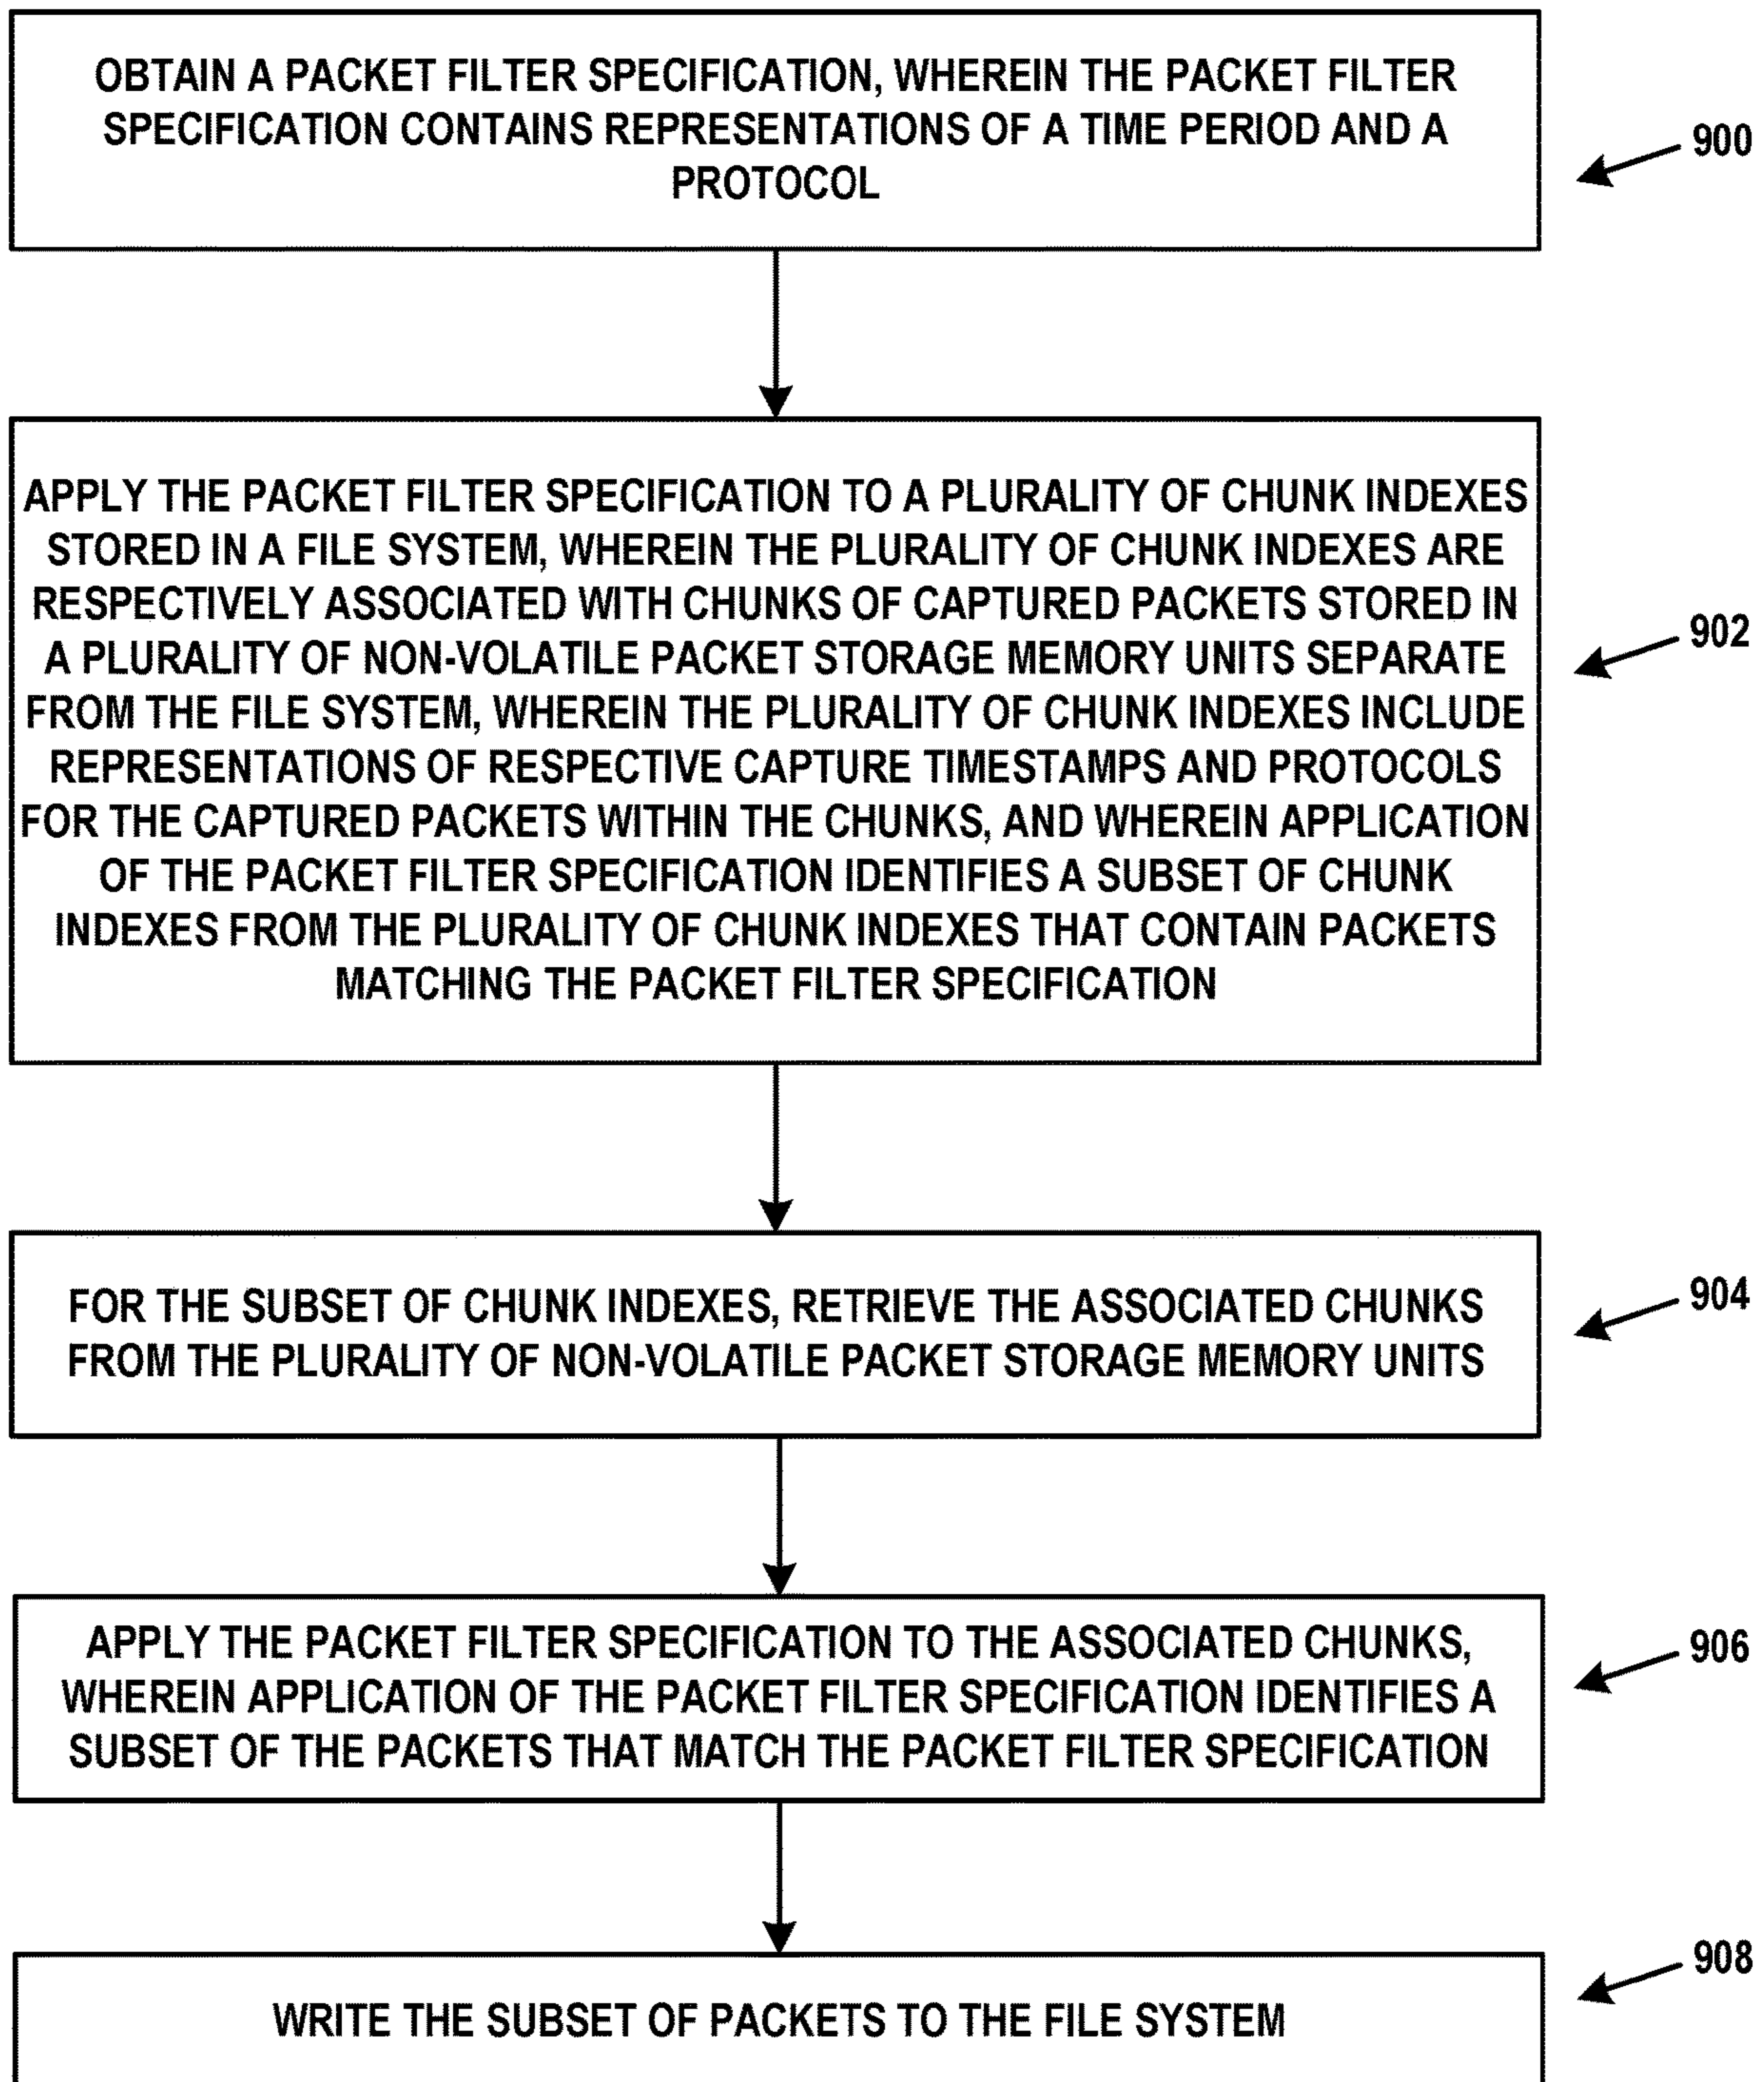 OBTAIN A PACKET FILTER SPECIFICATION, WHEREIN THE PACKET FILTER
SPECIFICATION CONTAINS REPRESENTATIONS OF A TIME PERIOD AND A
PROTOCOL
900
APPLY THE PACKET FILTER SPECIFICATION TO A PLURALITY OF CHUNK INDEXES
STORED IN A FILE SYSTEM, WHEREIN THE PLURALITY OF CHUNK INDEXES ARE
RESPECTIVELY ASSOCIATED WITH CHUNKS OF CAPTURED PACKETS STORED IN
A PLURALITY OF NON-VOLATILE PACKET STORAGE MEMORY UNITS SEPARATE
FROM THE FILE SYSTEM, WHEREIN THE PLURALITY OF CHUNK INDEXES INCLUDE
REPRESENTATIONS OF RESPECTIVE CAPTURE TIMESTAMPS AND PROTOCOLS
FOR THE CAPTURED PACKETS WITHIN THE CHUNKS, AND WHEREIN APPLICATION
OF THE PACKET FILTER SPECIFICATION IDENTIFIES A SUBSET OF CHUNK
INDEXES FROM THE PLURALITY OF CHUNK INDEXES THAT CONTAIN PACKETS
MATCHING THE PACKET FILTER SPECIFICATION
902
FOR THE SUBSET OF CHUNK INDEXES, RETRIEVE THE ASSOCIATED CHUNKS
FROM THE PLURALITY OF NON-VOLATILE PACKET STORAGE MEMORY UNITS
904
APPLY THE PACKET FILTER SPECIFICATION TO THE ASSOCIATED CHUNKS,
WHEREIN APPLICATION OF THE PACKET FILTER SPECIFICATION IDENTIFIES A
SUBSET OF THE PACKETS THAT MATCH THE PACKET FILTER SPECIFICATION
906
WRITE THE SUBSET OF PACKETS TO THE FILE SYSTEM
908